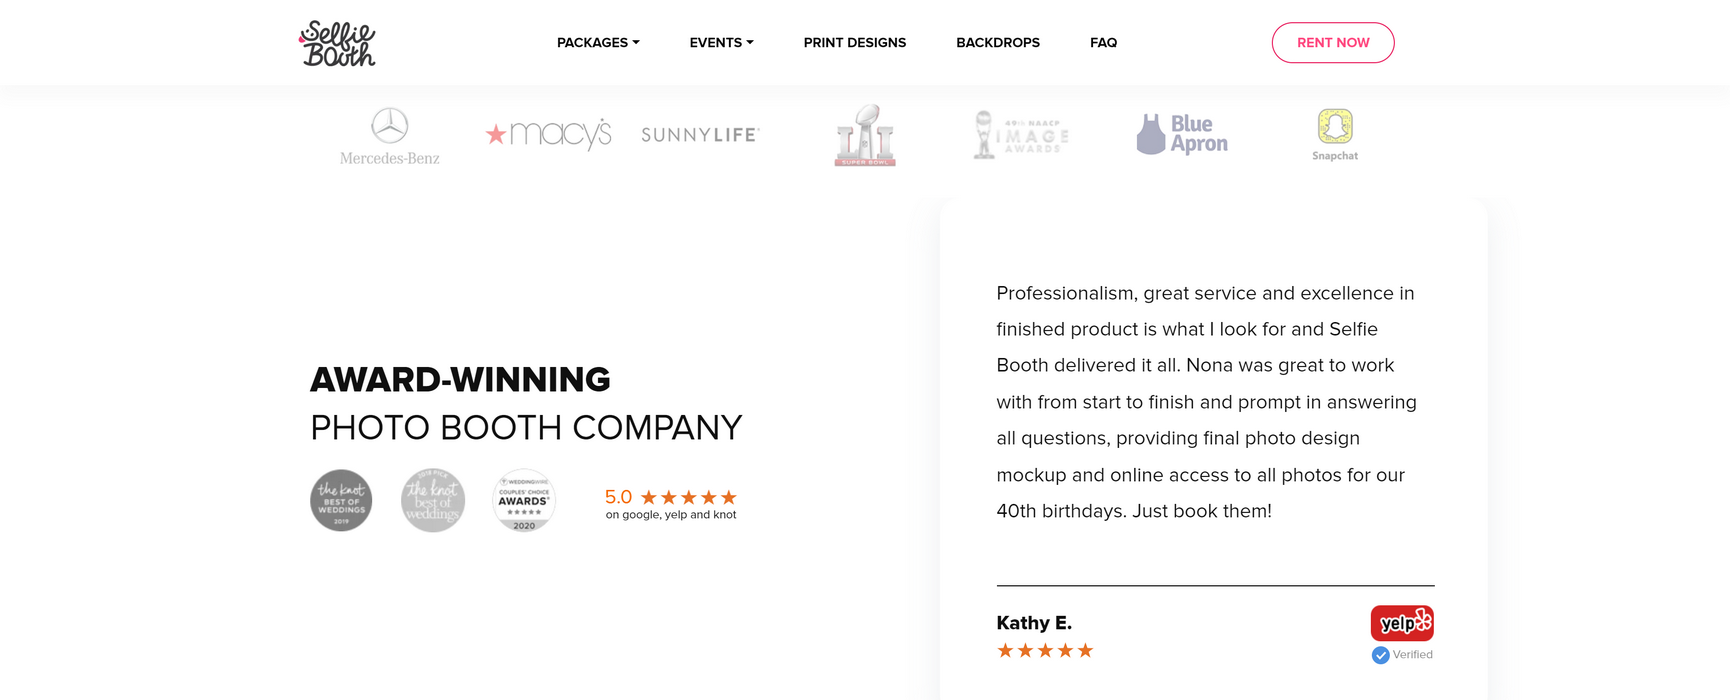 Selfie Booth
PACKAGES EVENTS PRINT DESIGNS BACKDROPS FAQ RENT NOW
Mercedes-Benz
macy's
SUNNYLIFE
LI
SUPER BOWL
49th NAACP
IMAGE
AWARDS
Blue
Apron
Snapchat
AWARD-WINNING
PHOTO BOOTH COMPANY
the knot
BEST OF
WEDDINGS
2019
2018 PICK
the knot
best of
weddings
WEDDINGWIRE
COUPLES' CHOICE
AWARDS
2020
5.0
on google, yelp and knot
Professionalism, great service and excellence in
finished product is what I look for and Selfie
Booth delivered it all. Nona was great to work
with from start to finish and prompt in answering
all questions, providing final photo design
mockup and online access to all photos for our
40th birthdays. Just book them!
Kathy E.
yelp
Verified